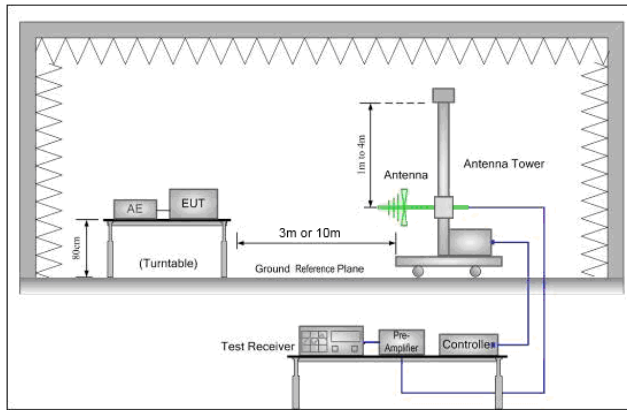 1m to 4m
Antenna
Antenna Tower
AE
EUT
3m or 10m
80cm
(Turntable)
Ground Reference Plane
Test Receiver
Pre-
Amplifier
Controlle